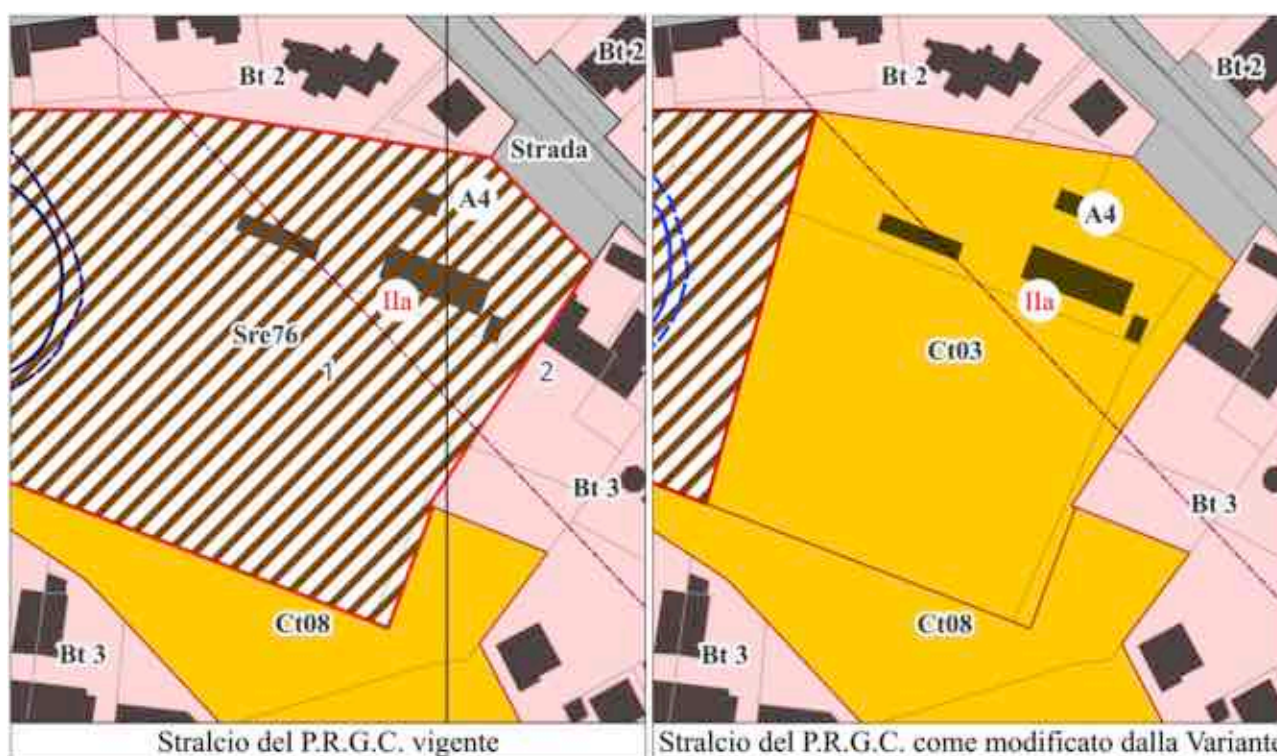 Bt 2
Bt 2
Strada
A4
IIa
Sre76
1
2
Bt 3
Ct08
Bt 3
Stralcio del P.R.G.C. vigente
Bt 2
Bt 2
A4
IIa
Ct03
Bt 3
Ct08
Bt 3
Stralcio del P.R.G.C. come modificato dalla Variante